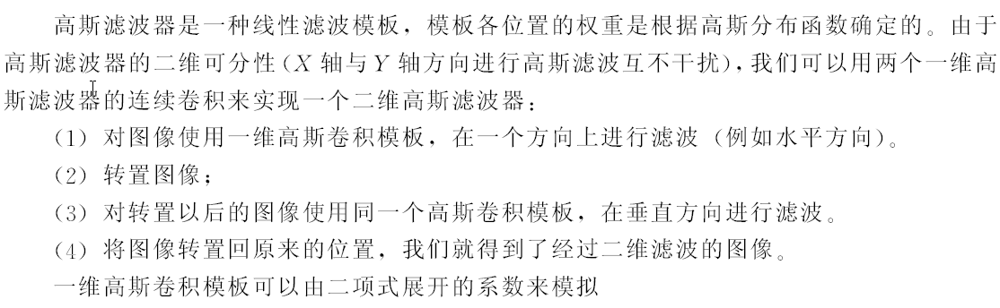 高斯滤波器是一种线性滤波模板，模板各位置的权重是根据高斯分布函数确定的。由于
高斯滤波器的二维可分性(X 轴与 Y 轴方向进行高斯滤波互不干扰),我们可以用两个一维高
斯滤波器的连续卷积来实现一个二维高斯滤波器：
(1) 对图像使用一维高斯卷积模板，在一个方向上进行滤波 (例如水平方向)。
(2) 转置图像；
(3) 对转置以后的图像使用同一个高斯卷积模板，在垂直方向进行滤波。
(4) 将图像转置回原来的位置，我们就得到了经过二维滤波的图像。
一维高斯卷积模板可以由二项式展开的系数来模拟